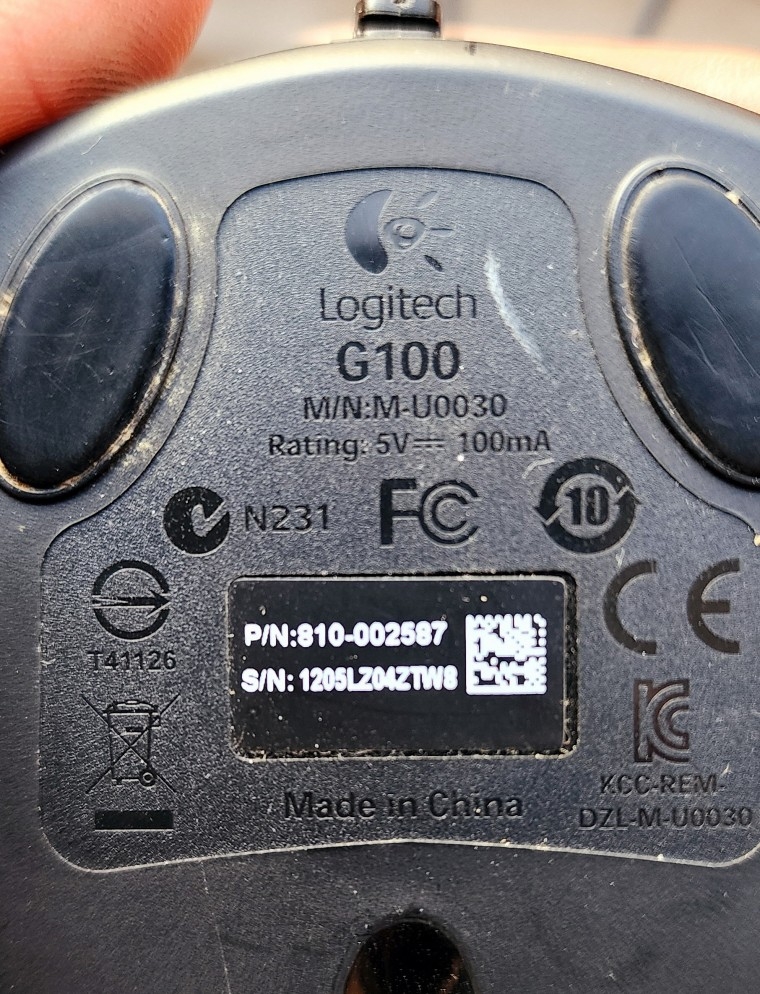 Logitech
G100
M/N:M-U0030
Rating: 5V⎓ 100mA
N231
FC
10
CE
T41126
P/N:810-002587
S/N: 1205LZ04ZTW8
KC
KCC-REM-
DZL-M-U0030
Made in China